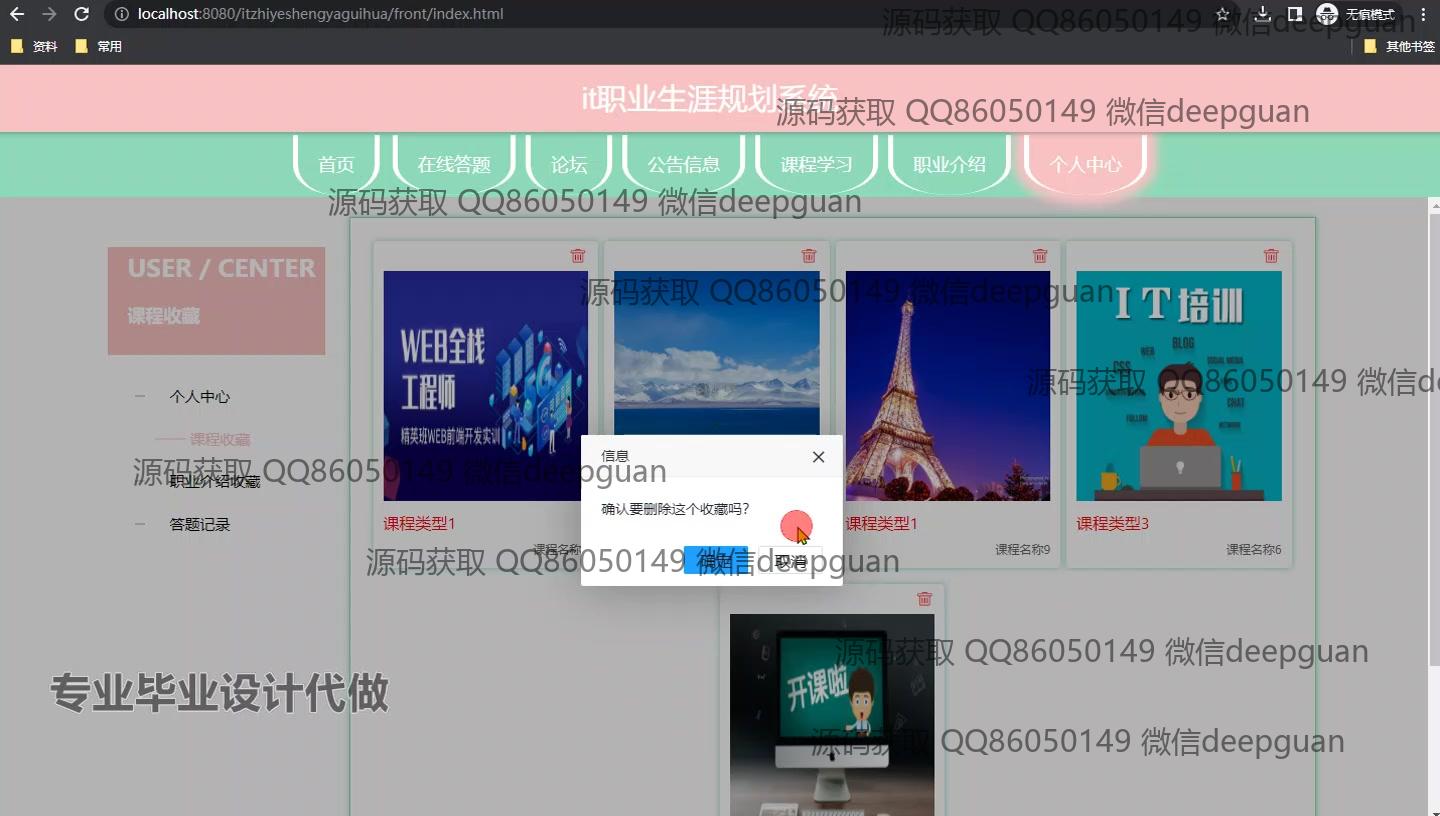 localhost:8080/itzhiyeshengyaguihua/front/index.html
无痕模式
源码获取 QQ86050149 微信deepguan
资料 常用 其他书签
it职业生涯规划系统
源码获取 QQ86050149 微信deepguan
首页 在线答题 论坛 公告信息 课程学习 职业介绍 个人中心
源码获取 QQ86050149 微信deepguan
USER / CENTER
课程收藏
源码获取 QQ86050149 微信deepguan
WEB全栈
工程师
精英班WEB前端开发实训
IT培训
BLOG
WEB
CSS
SOCIAL MEDIA
CHAT
FOLLOW
NETWORK
源码获取 QQ86050149 微信de
个人中心
课程收藏
职业介绍收藏
答题记录
源码获取 QQ86050149 微信deepguan
信息
确认要删除这个收藏吗?
确定 取消
课程类型1
课程名称
课程类型1
课程名称9
课程类型3
课程名称6
源码获取 QQ86050149 微信deepguan
源码获取 QQ86050149 微信deepguan
专业毕业设计代做
开课啦
源码获取 QQ86050149 微信deepguan